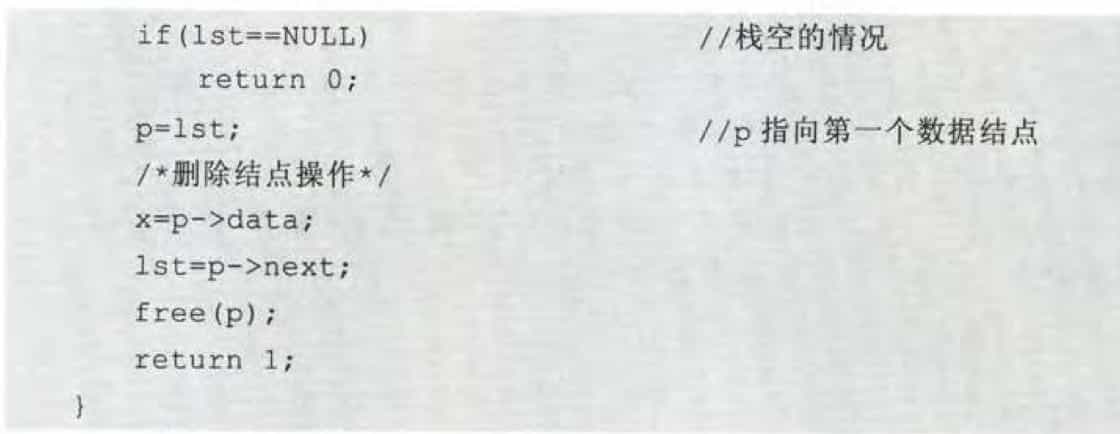 if(lst==NULL) //栈空的情况
return 0;
p=lst; //p 指向第一个数据结点
/*删除结点操作*/
x=p->data;
lst=p->next;
free(p);
return 1;
}